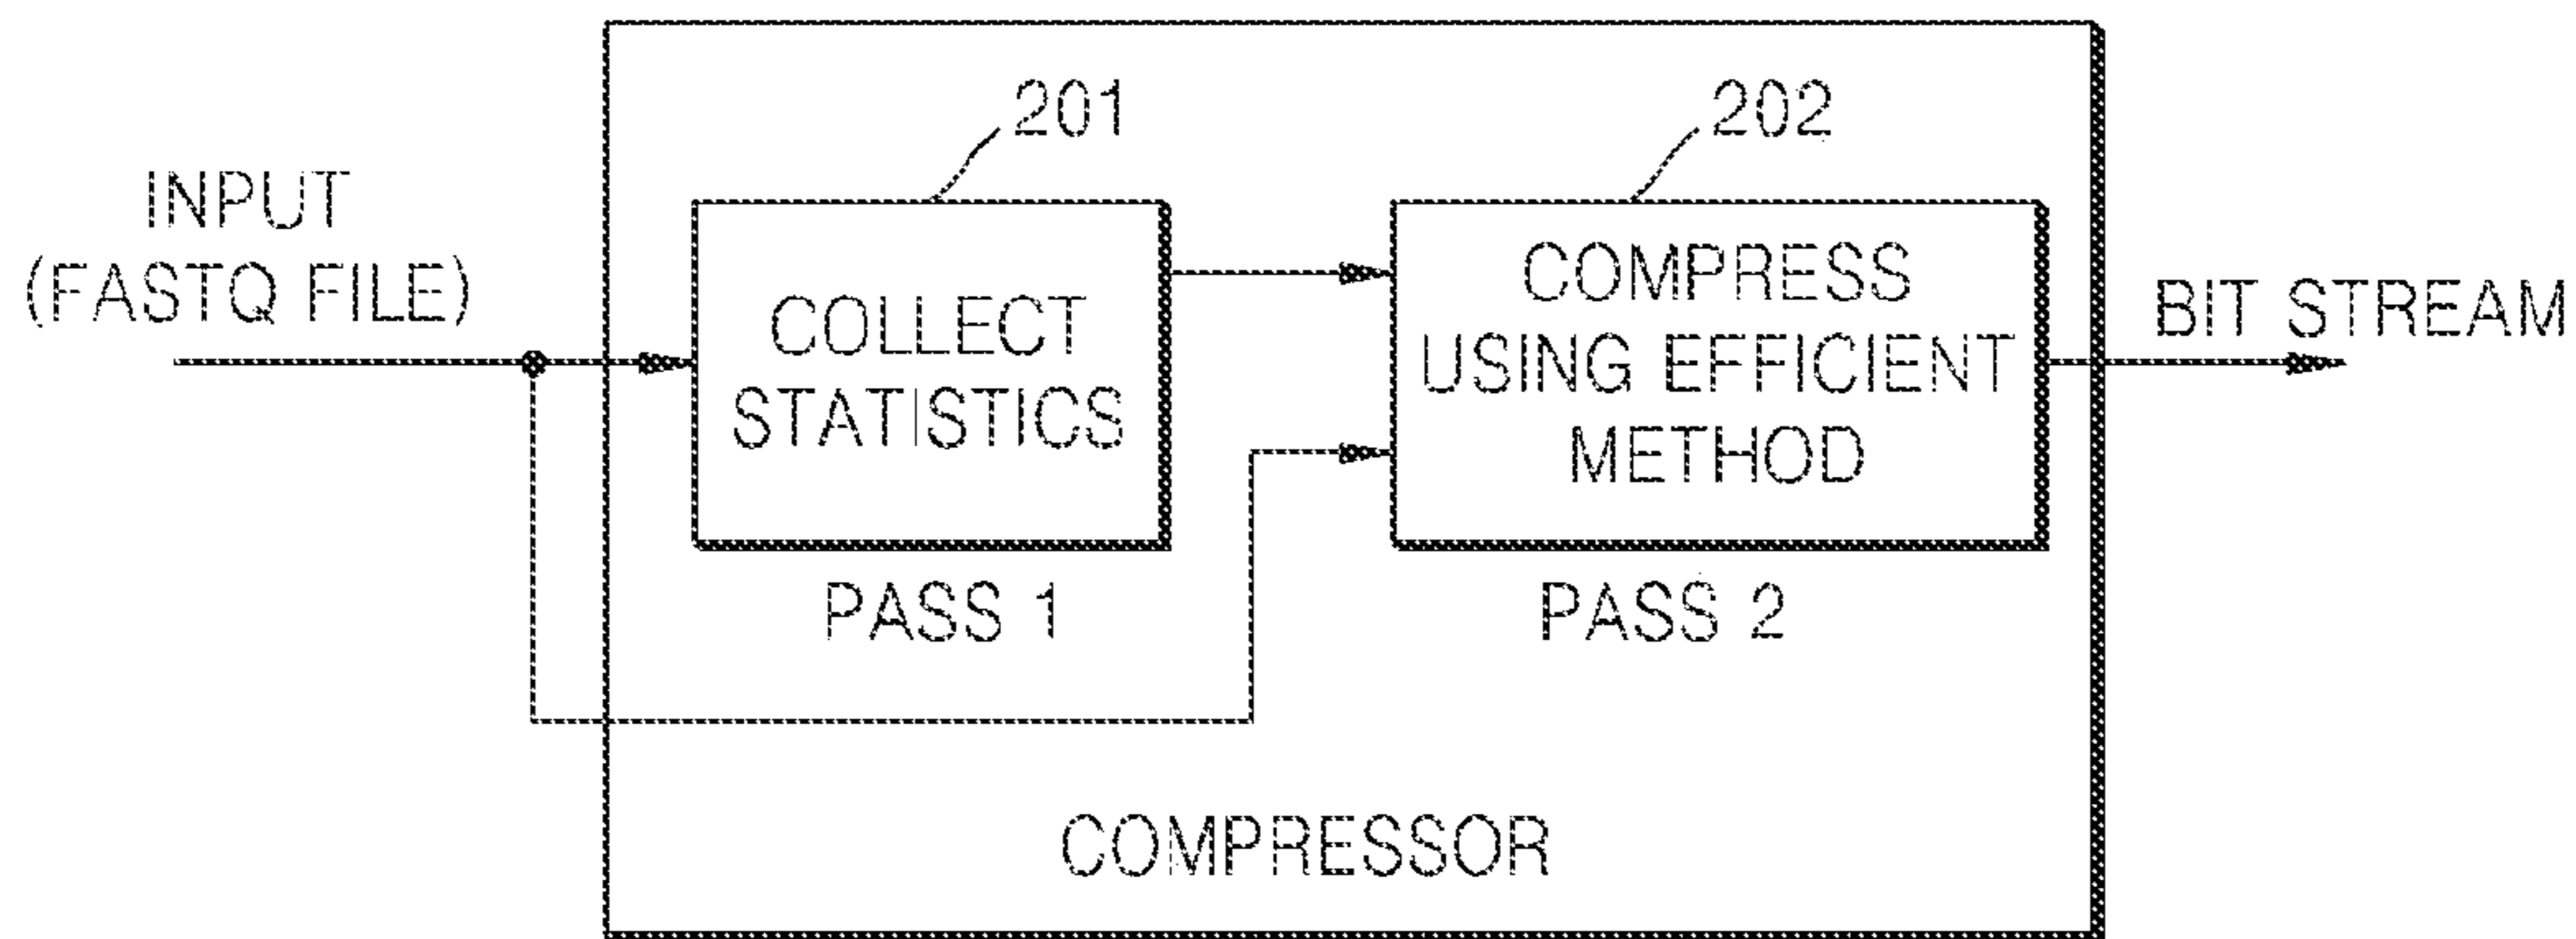 201
202
INPUT
(FASTQ FILE)
COLLECT
STATISTICS
COMPRESS
USING EFFICIENT
METHOD
BIT STREAM
PASS 1
PASS 2
COMPRESSOR